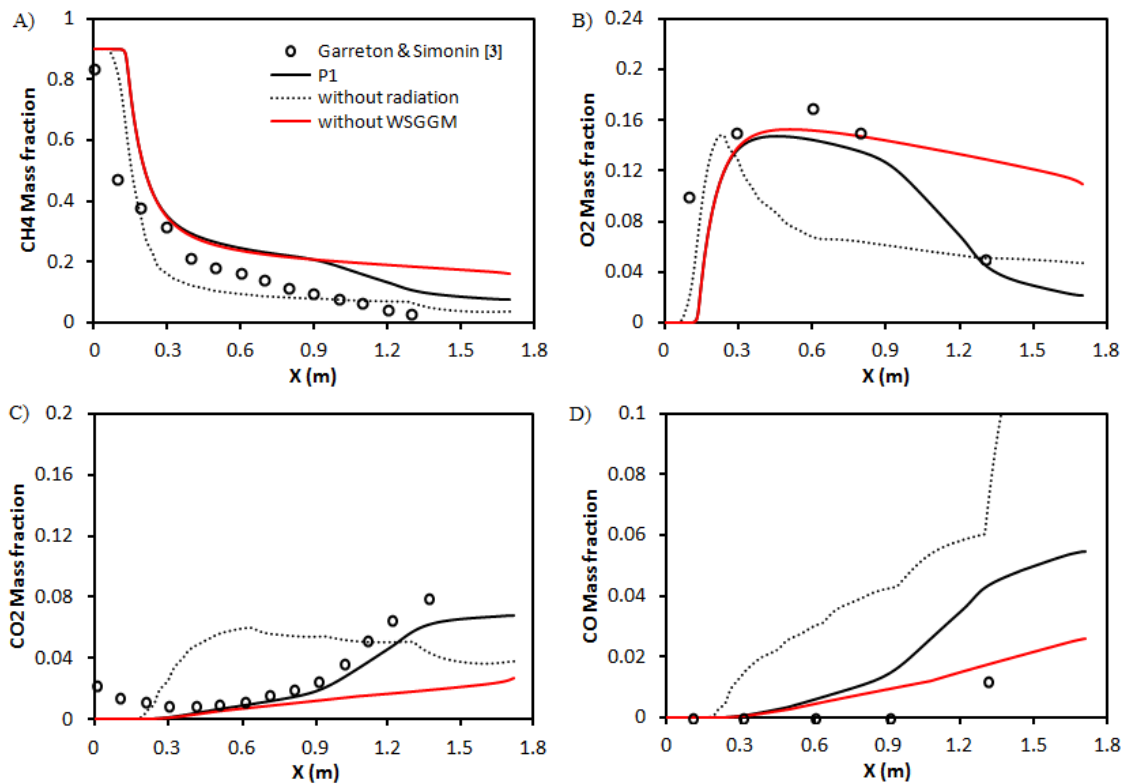 A)
1
0.8
0.6
0.4
0.2
0
CH4 Mass fraction
Garreton & Simonin [3]
P1
without radiation
without WSGGM
0 0.3 0.6 0.9 1.2 1.5 1.8
X (m)
B)
0.24
0.2
0.16
0.12
0.08
0.04
0
O2 Mass fraction
0 0.3 0.6 0.9 1.2 1.5 1.8
X (m)
C)
0.2
0.16
0.12
0.08
0.04
0
CO2 Mass fraction
0 0.3 0.6 0.9 1.2 1.5 1.8
X (m)
D)
0.1
0.08
0.06
0.04
0.02
0
CO Mass fraction
0 0.3 0.6 0.9 1.2 1.5 1.8
X (m)